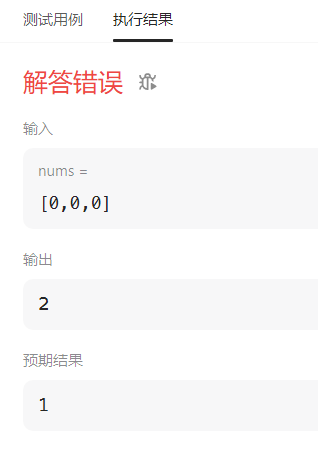 测试用例 执行结果
解答错误
输入
nums =
[0,0,0]
输出
2
预期结果
1